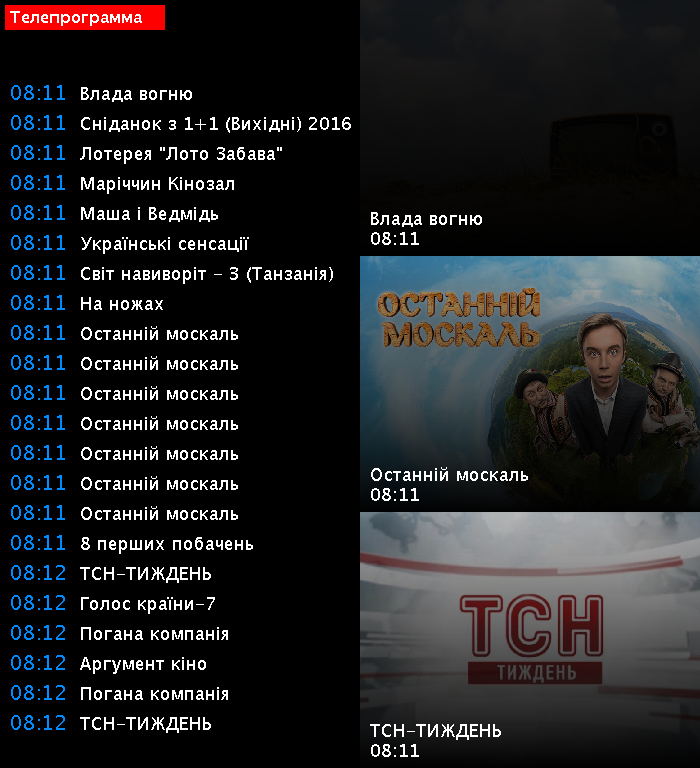 Телепрограмма
08:11 Влада вогню
08:11 Сніданок з 1+1 (Вихідні) 2016
08:11 Лотерея "Лото Забава"
08:11 Маріччин Кінозал
08:11 Маша і Ведмідь
08:11 Українські сенсації
08:11 Світ навиворіт - 3 (Танзанія)
08:11 На ножах
08:11 Останній москаль
08:11 Останній москаль
08:11 Останній москаль
08:11 Останній москаль
08:11 Останній москаль
08:11 Останній москаль
08:11 Останній москаль
08:11 8 перших побачень
08:12 ТСН-ТИЖДЕНЬ
08:12 Голос країни-7
08:12 Погана компанія
08:12 Аргумент кіно
08:12 Погана компанія
08:12 ТСН-ТИЖДЕНЬ
Влада вогню
08:11
ОСТАННІЙ
МОСКАЛЬ
Останній москаль
08:11
ТСН
ТИЖДЕНЬ
ТСН-ТИЖДЕНЬ
08:11